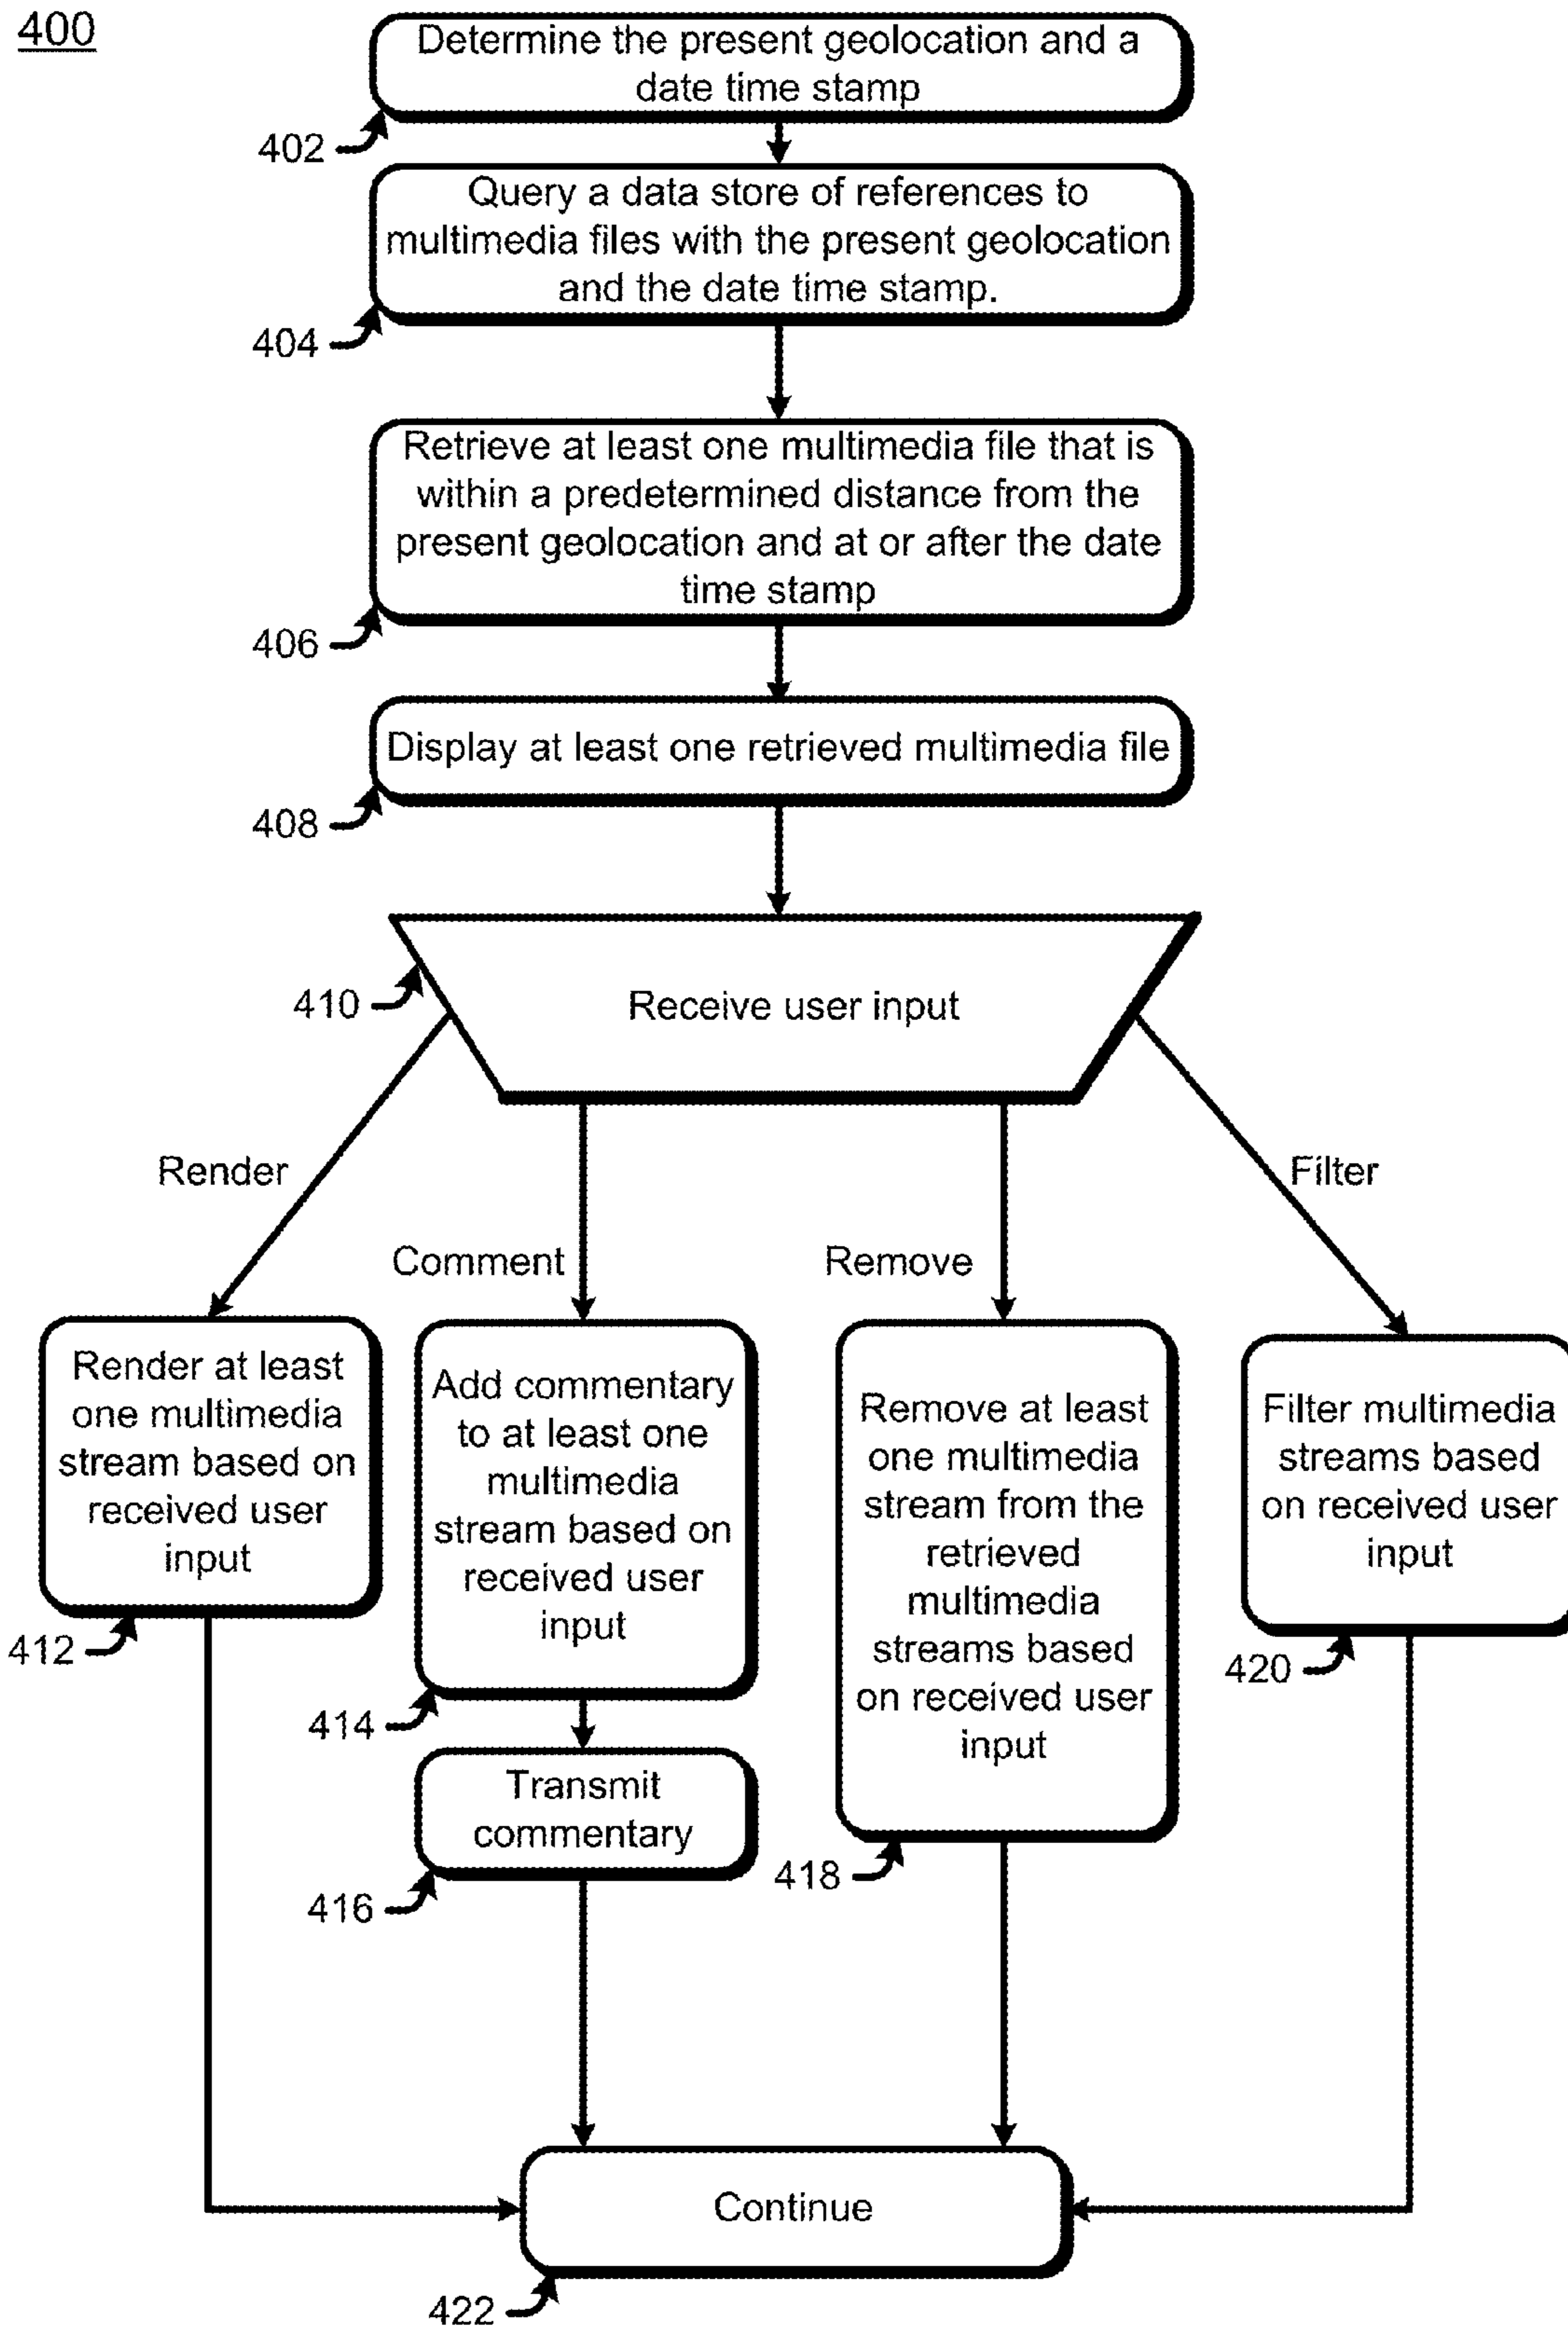 400
Determine the present geolocation and a
date time stamp
402
Query a data store of references to
multimedia files with the present geolocation
and the date time stamp.
404
Retrieve at least one multimedia file that is
within a predetermined distance from the
present geolocation and at or after the date
time stamp
406
Display at least one retrieved multimedia file
408
Receive user input
410
Render
Comment
Remove
Filter
Render at least
one multimedia
stream based on
received user
input
412
Add commentary
to at least one
multimedia
stream based on
received user
input
414
Transmit
commentary
416
Remove at least
one multimedia
stream from the
retrieved
multimedia
streams based
on received user
input
418
Filter multimedia
streams based
on received user
input
420
Continue
422